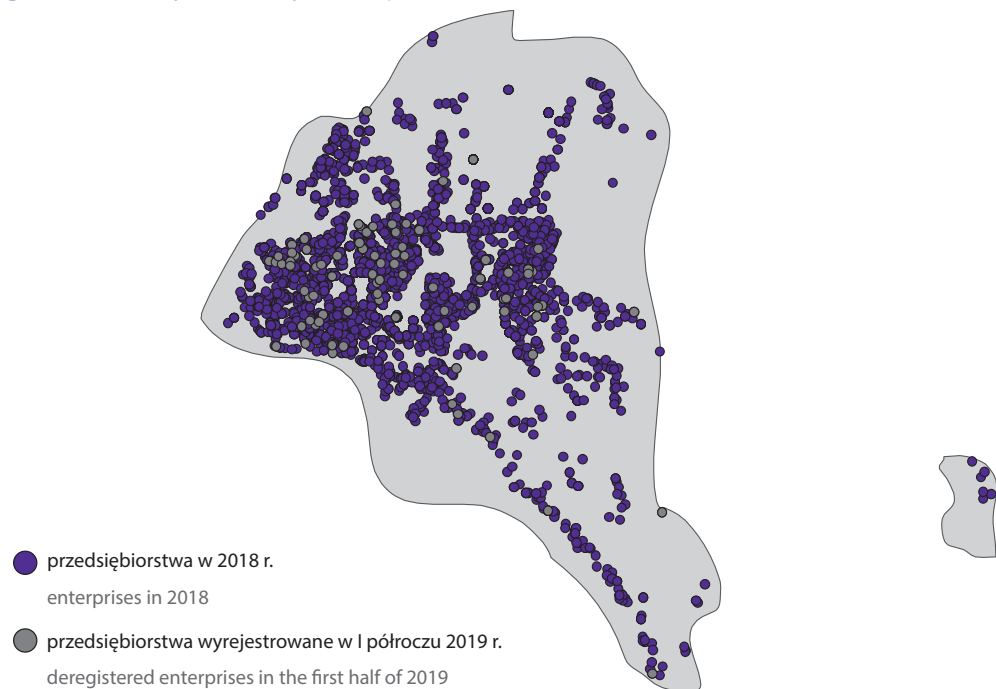 przedsiębiorstwa w 2018 r.
enterprises in 2018
przedsiębiorstwa wyrejestrowane w I półroczu 2019 r.
deregistered enterprises in the first half of 2019